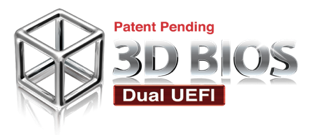 Patent Pending
3D BIOS
Dual UEFI